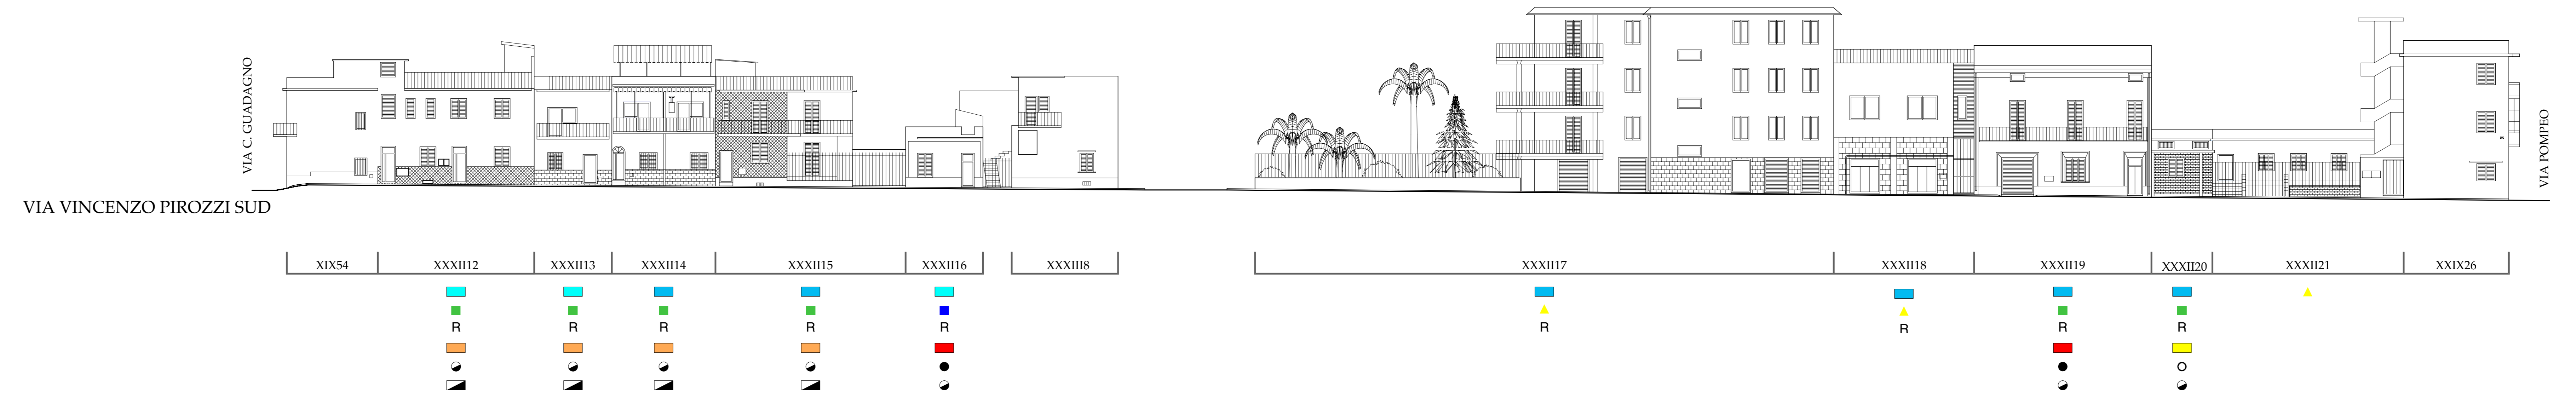 VIA C. GUADAGNO
VIA POMPEO
VIA VINCENZO PIROZZI SUD
XIX54 XXXII12 XXXII13 XXXII14 XXXII15 XXXII16 XXXIII8 XXXII17 XXXII18 XXXII19 XXXII20 XXXII21 XXIX26
R R R R R R R R R